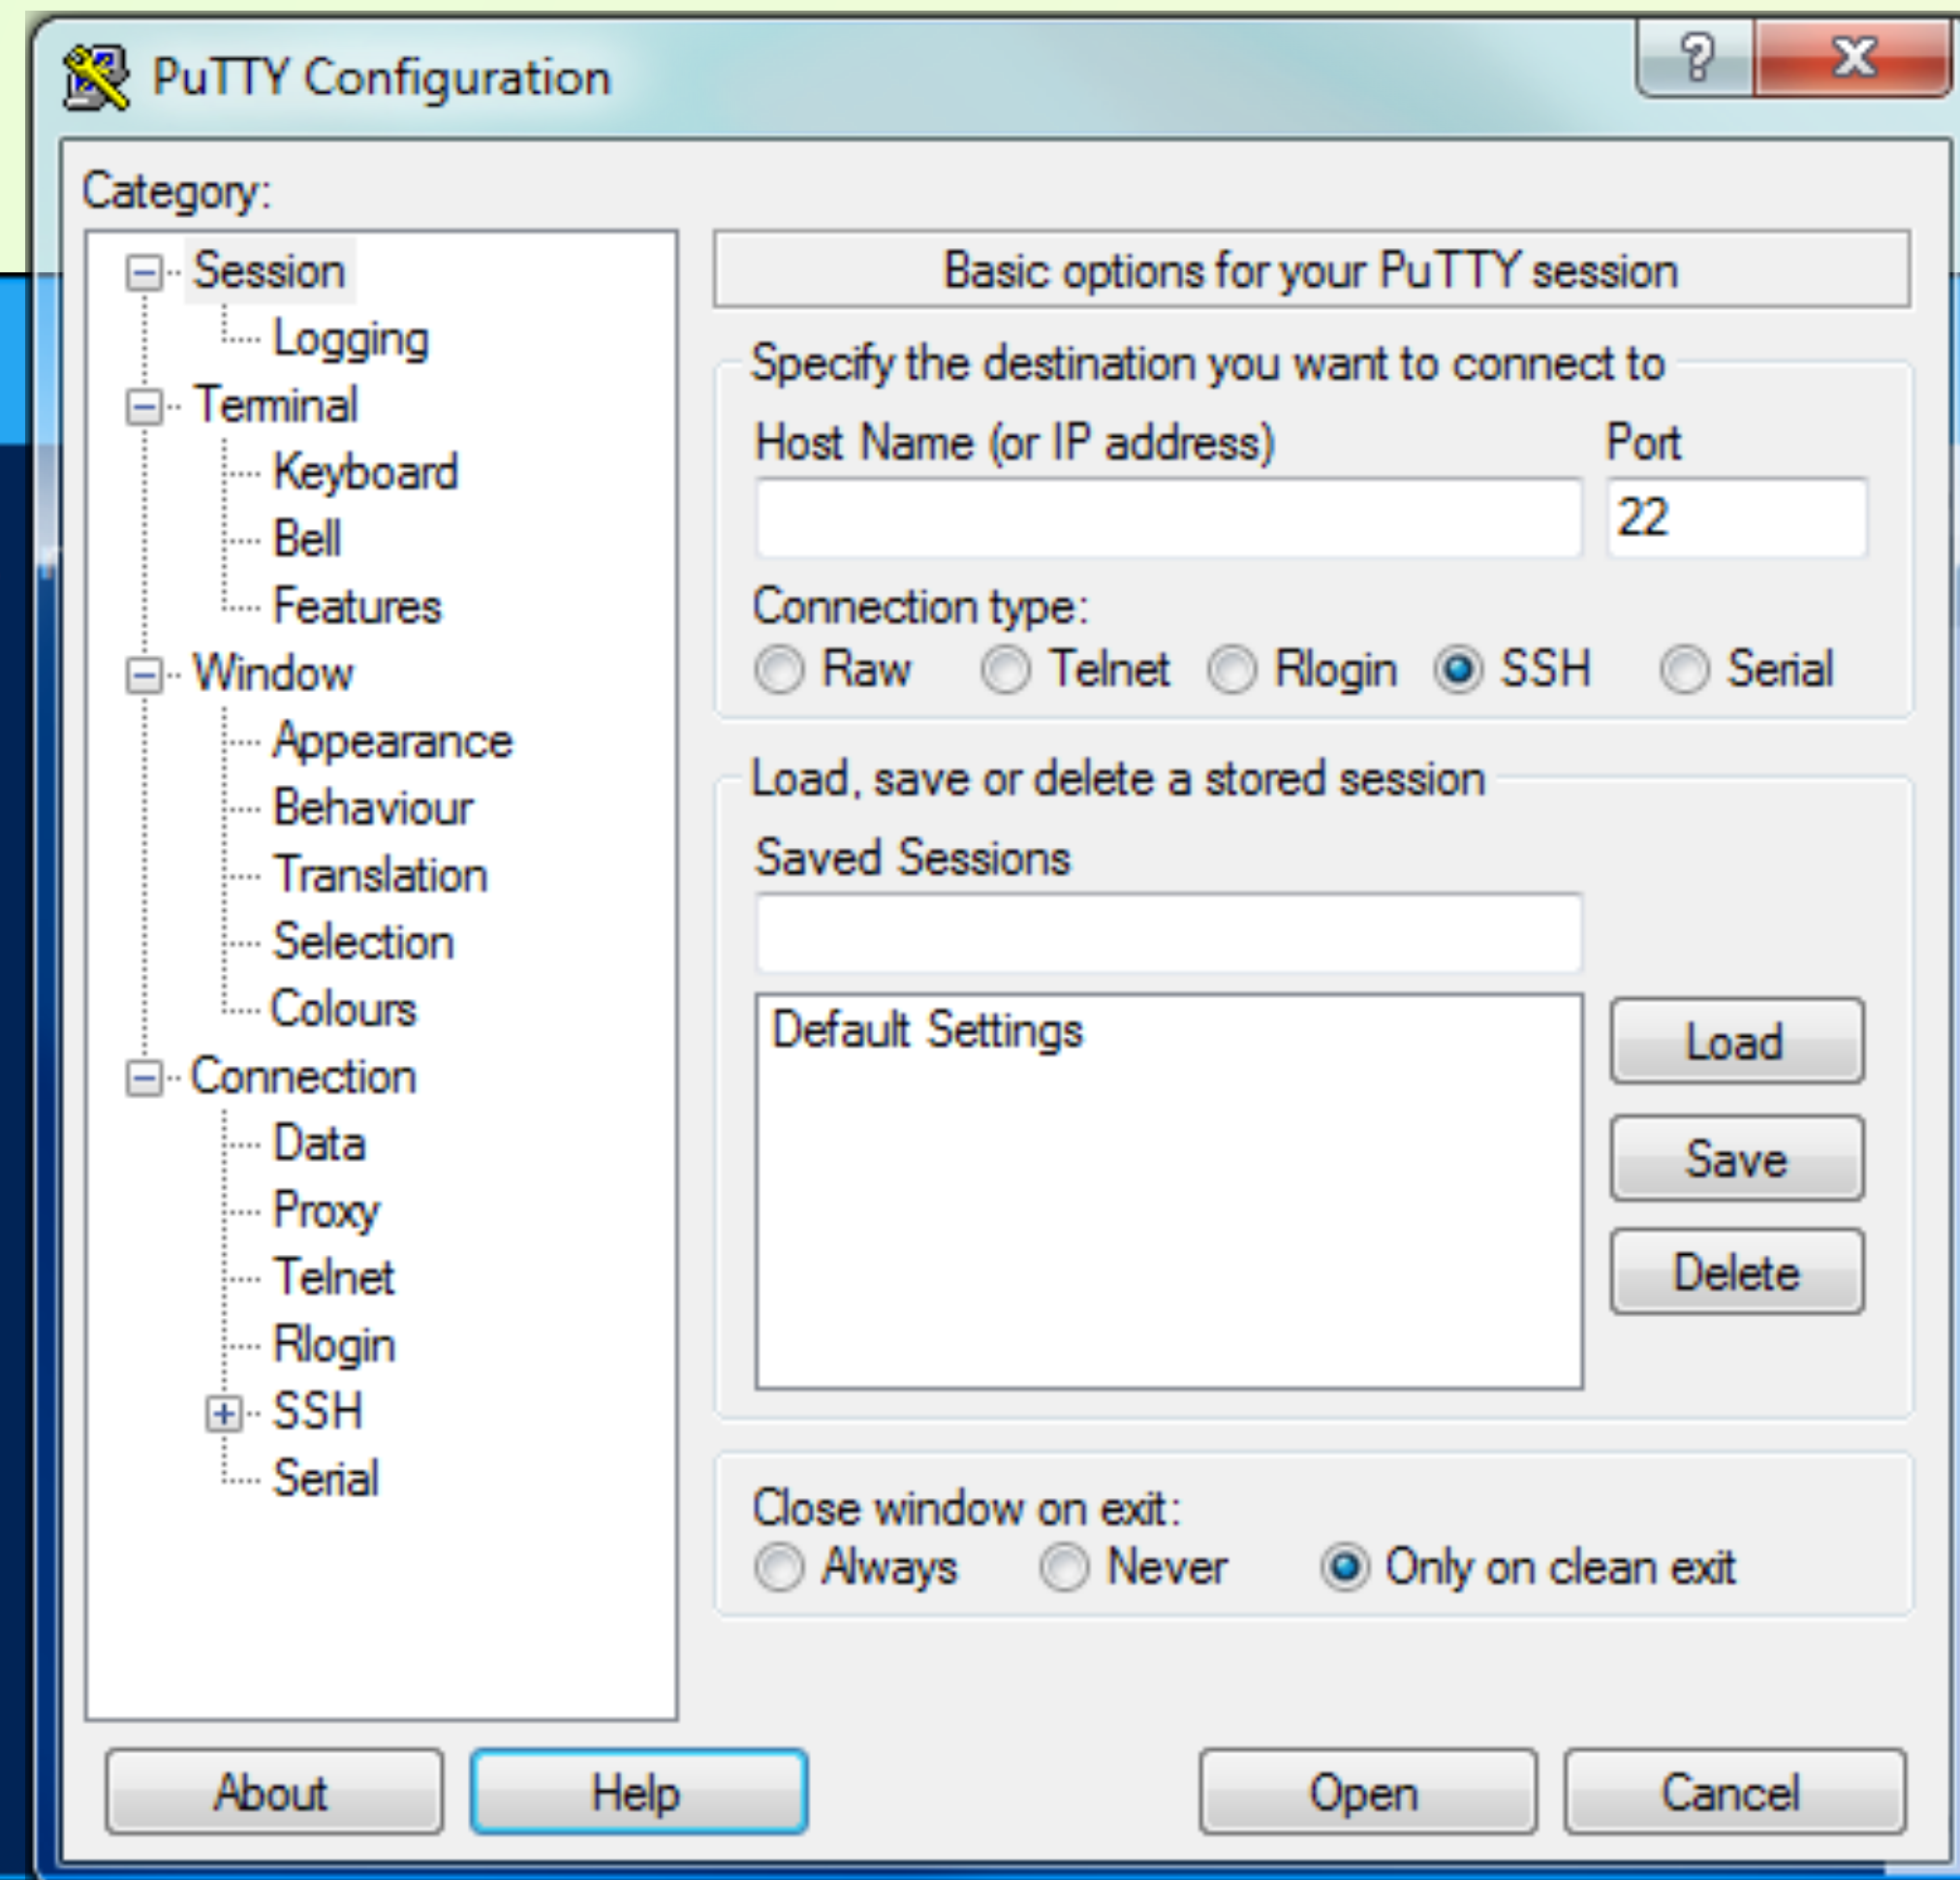 PuTTY Configuration
Category:
Session
Logging
Terminal
Keyboard
Bell
Features
Window
Appearance
Behaviour
Translation
Selection
Colours
Connection
Data
Proxy
Telnet
Rlogin
SSH
Serial
Basic options for your PuTTY session
Specify the destination you want to connect to
Host Name (or IP address) Port
22
Connection type:
Raw Telnet Rlogin SSH Serial
Load, save or delete a stored session
Saved Sessions
Default Settings
Load
Save
Delete
Close window on exit:
Always Never Only on clean exit
About Help Open Cancel